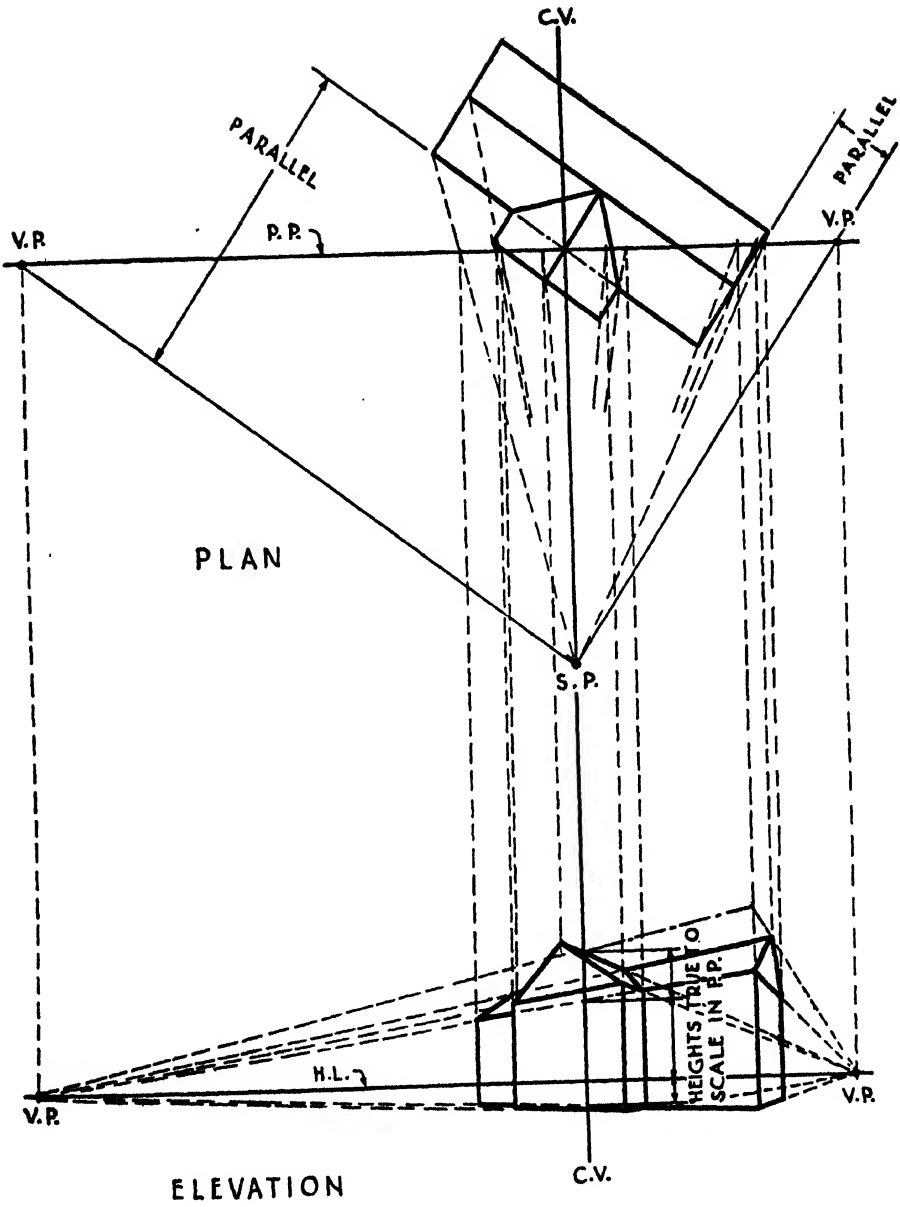 C.V.
PARALLEL
PARALLEL
V.P.
P.P.
V.P.
PLAN
S.P.
HEIGHTS, TRUE TO
SCALE IN P.P.
H.L.
V.P.
V.P.
C.V.
ELEVATION